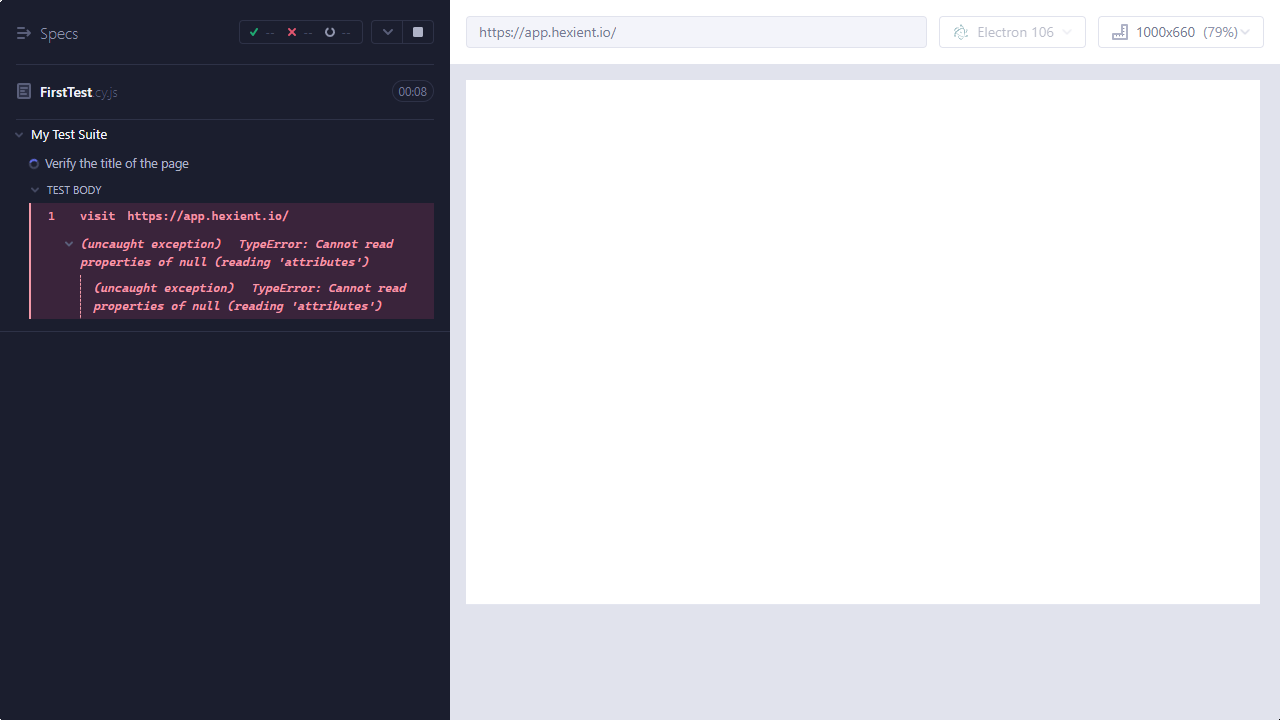 Specs
--
--
--
https://app.hexient.io/
Electron 106
1000x660 (79%)
FirstTest.cy.js
00:08
My Test Suite
Verify the title of the page
TEST BODY
1 visit https://app.hexient.io/
(uncaught exception) TypeError: Cannot read
properties of null (reading 'attributes')
(uncaught exception) TypeError: Cannot read
properties of null (reading 'attributes')